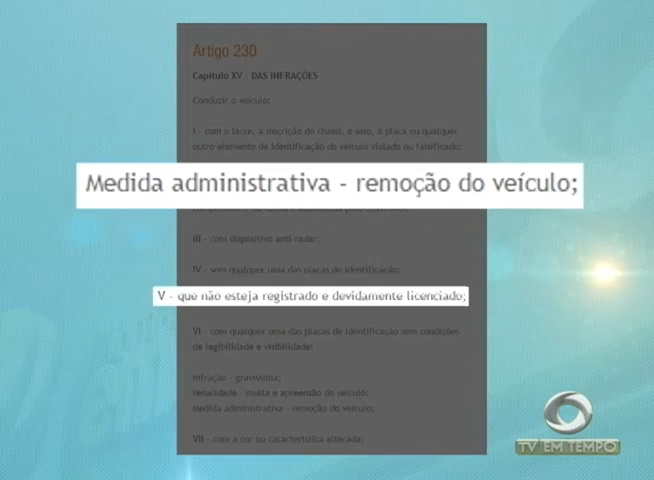 Artigo 230
Capítulo XV - DAS INFRAÇÕES
Conduzir o veículo:
I - com o lacre, a inscrição do chassi, o selo, a placa ou qualquer
outro elemento de identificação do veículo violado ou falsificado;
Medida administrativa - remoção do veículo;
III - com dispositivo anti-radar;
IV - sem qualquer uma das placas de identificação;
V - que não esteja registrado e devidamente licenciado;
VI - com qualquer uma das placas de identificação sem condições
de legibilidade e visibilidade:
Infração - gravíssima;
Penalidade - multa e apreensão do veículo;
Medida administrativa - remoção do veículo;
VII - com a cor ou característica alterada;
TV EM TEMPO